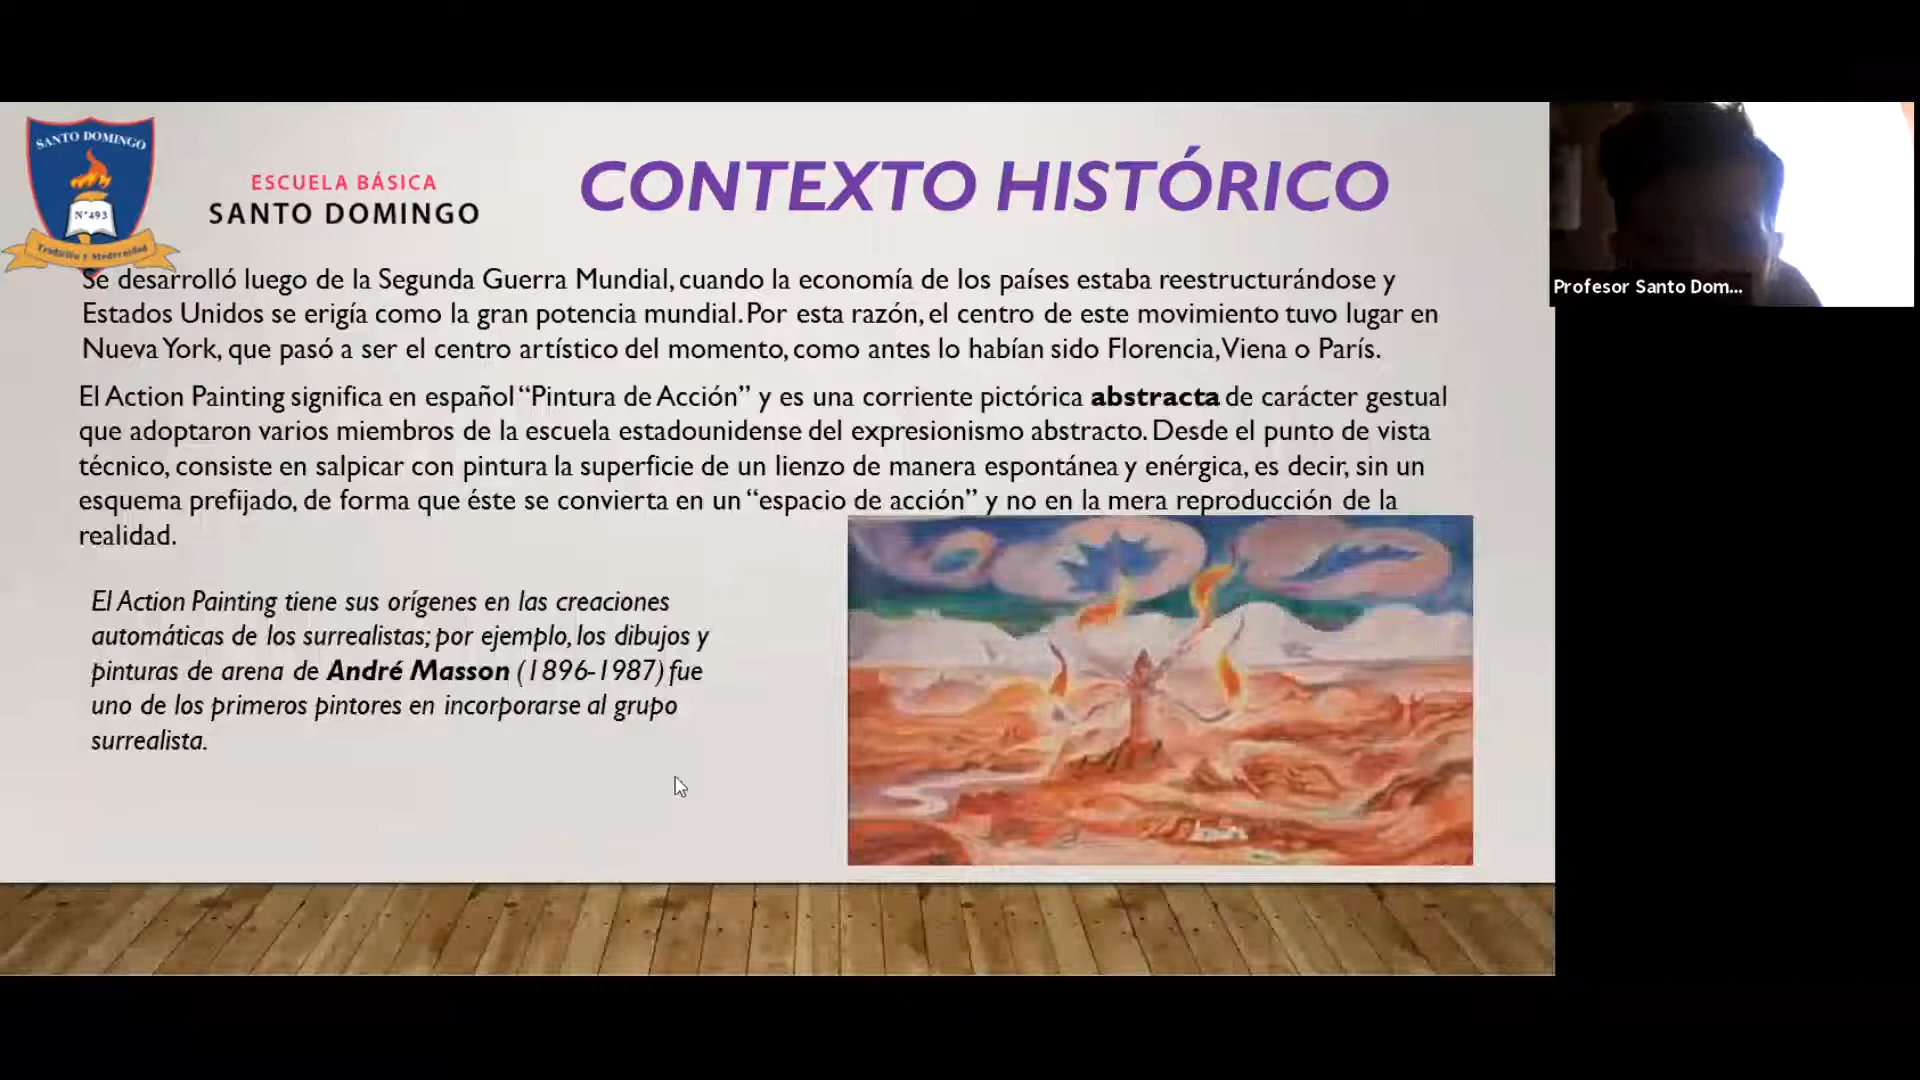 SANTO DOMINGO
N°493
Tradición y Modernidad
ESCUELA BÁSICA
SANTO DOMINGO
CONTEXTO HISTÓRICO
Se desarrolló luego de la Segunda Guerra Mundial, cuando la economía de los países estaba reestructurándose y
Estados Unidos se erigía como la gran potencia mundial. Por esta razón, el centro de este movimiento tuvo lugar en
Nueva York, que pasó a ser el centro artístico del momento, como antes lo habían sido Florencia, Viena o París.
El Action Painting significa en español “Pintura de Acción” y es una corriente pictórica abstracta de carácter gestual
que adoptaron varios miembros de la escuela estadounidense del expresionismo abstracto. Desde el punto de vista
técnico, consiste en salpicar con pintura la superficie de un lienzo de manera espontánea y enérgica, es decir, sin un
esquema prefijado, de forma que éste se convierta en un “espacio de acción” y no en la mera reproducción de la
realidad.
El Action Painting tiene sus orígenes en las creaciones
automáticas de los surrealistas; por ejemplo, los dibujos y
pinturas de arena de André Masson (1896-1987) fue
uno de los primeros pintores en incorporarse al grupo
surrealista.
Profesor Santo Dom...